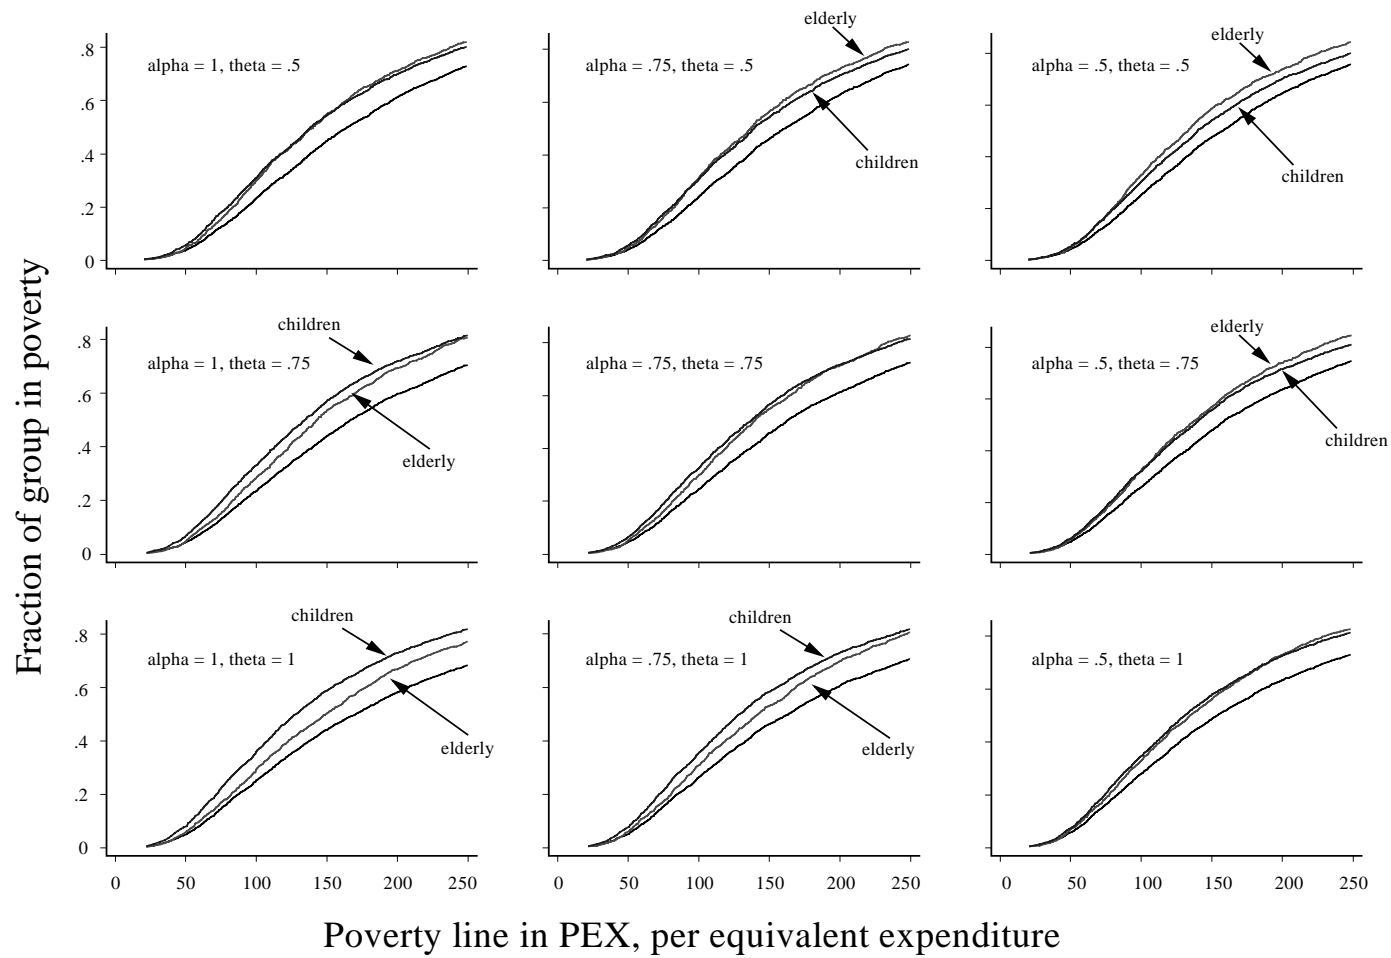 elderly
elderly
.8
alpha = 1, theta = .5
alpha = .75, theta = .5
alpha = .5, theta = .5
.6
.4
children
children
.2
0
Fraction of group in poverty
children
elderly
.8
alpha = 1, theta = .75
alpha = .75, theta = .75
alpha = .5, theta = .75
.6
.4
elderly
children
.2
0
children
children
.8
alpha = 1, theta = 1
alpha = .75, theta = 1
alpha = .5, theta = 1
.6
.4
elderly
elderly
.2
0
0 50 100 150 200 250
0 50 100 150 200 250
0 50 100 150 200 250
Poverty line in PEX, per equivalent expenditure